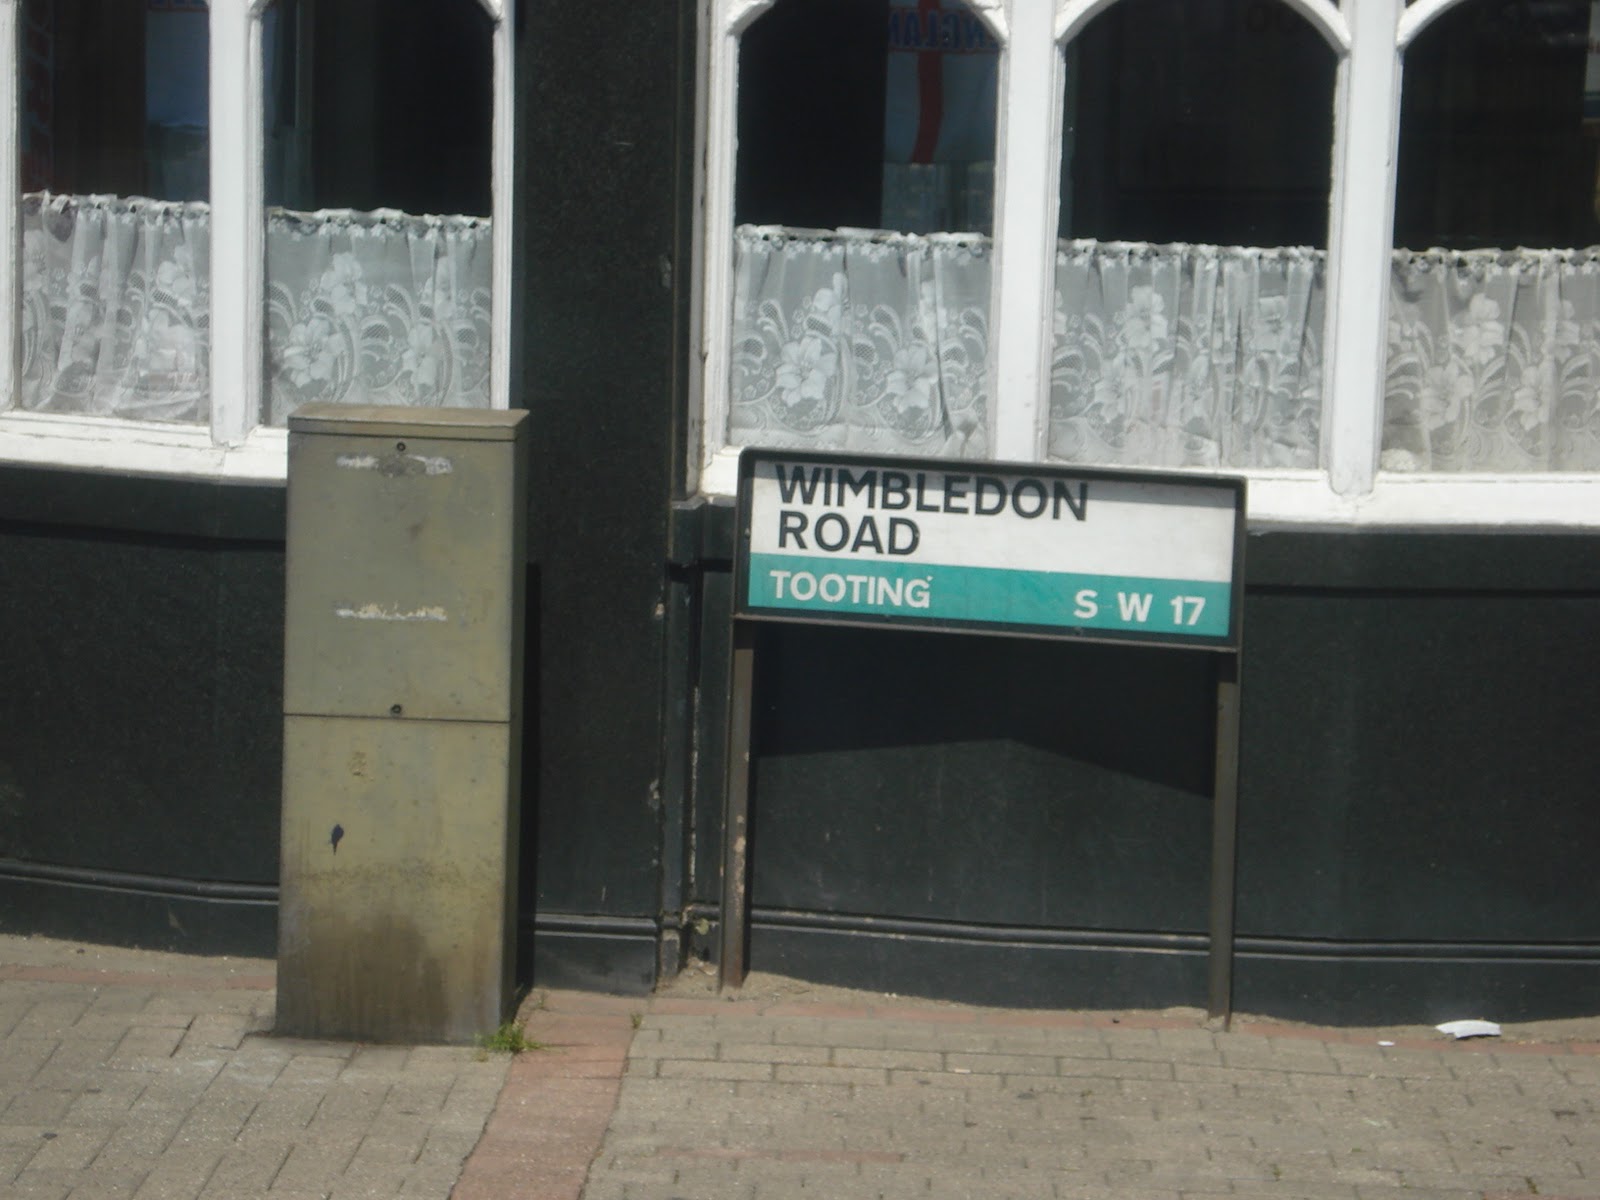 WIMBLEDON
ROAD
TOOTING S W 17